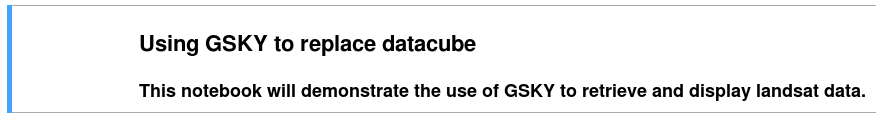 Using GSKY to replace datacube
This notebook will demonstrate the use of GSKY to retrieve and display landsat data.